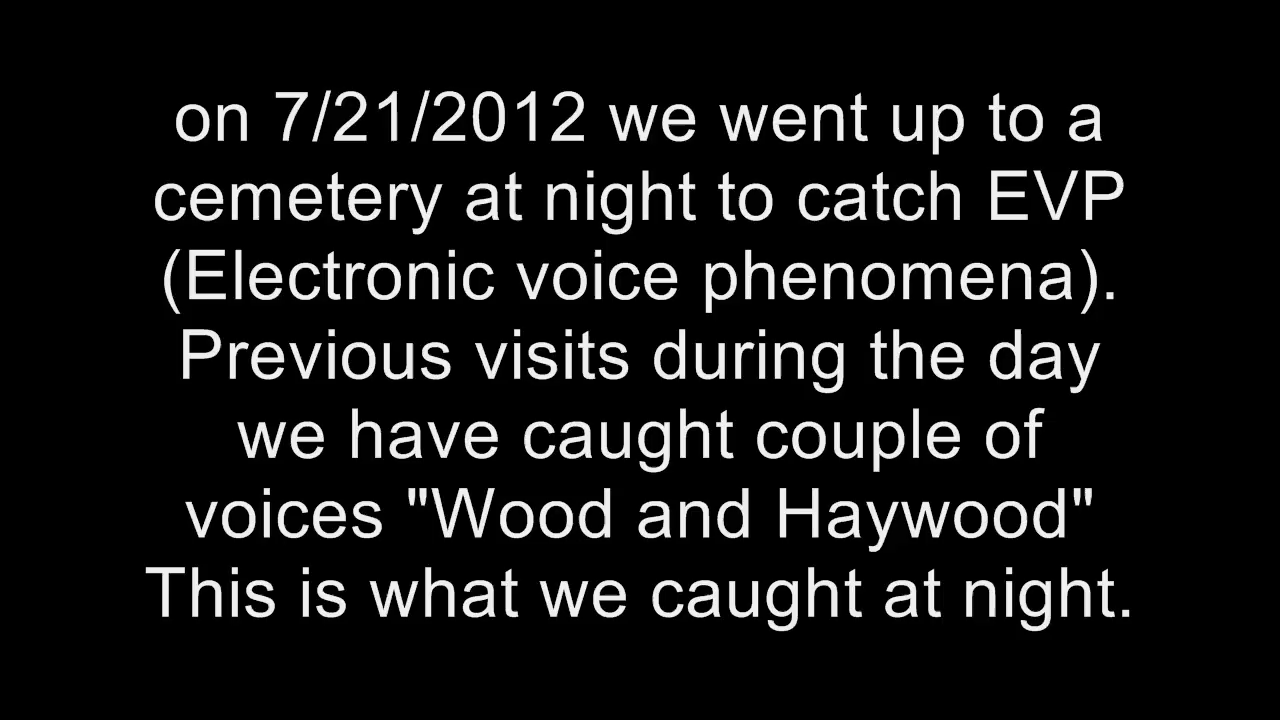 on 7/21/2012 we went up to a
cemetery at night to catch EVP
(Electronic voice phenomena).
Previous visits during the day
we have caught couple of
voices "Wood and Haywood"
This is what we caught at night.